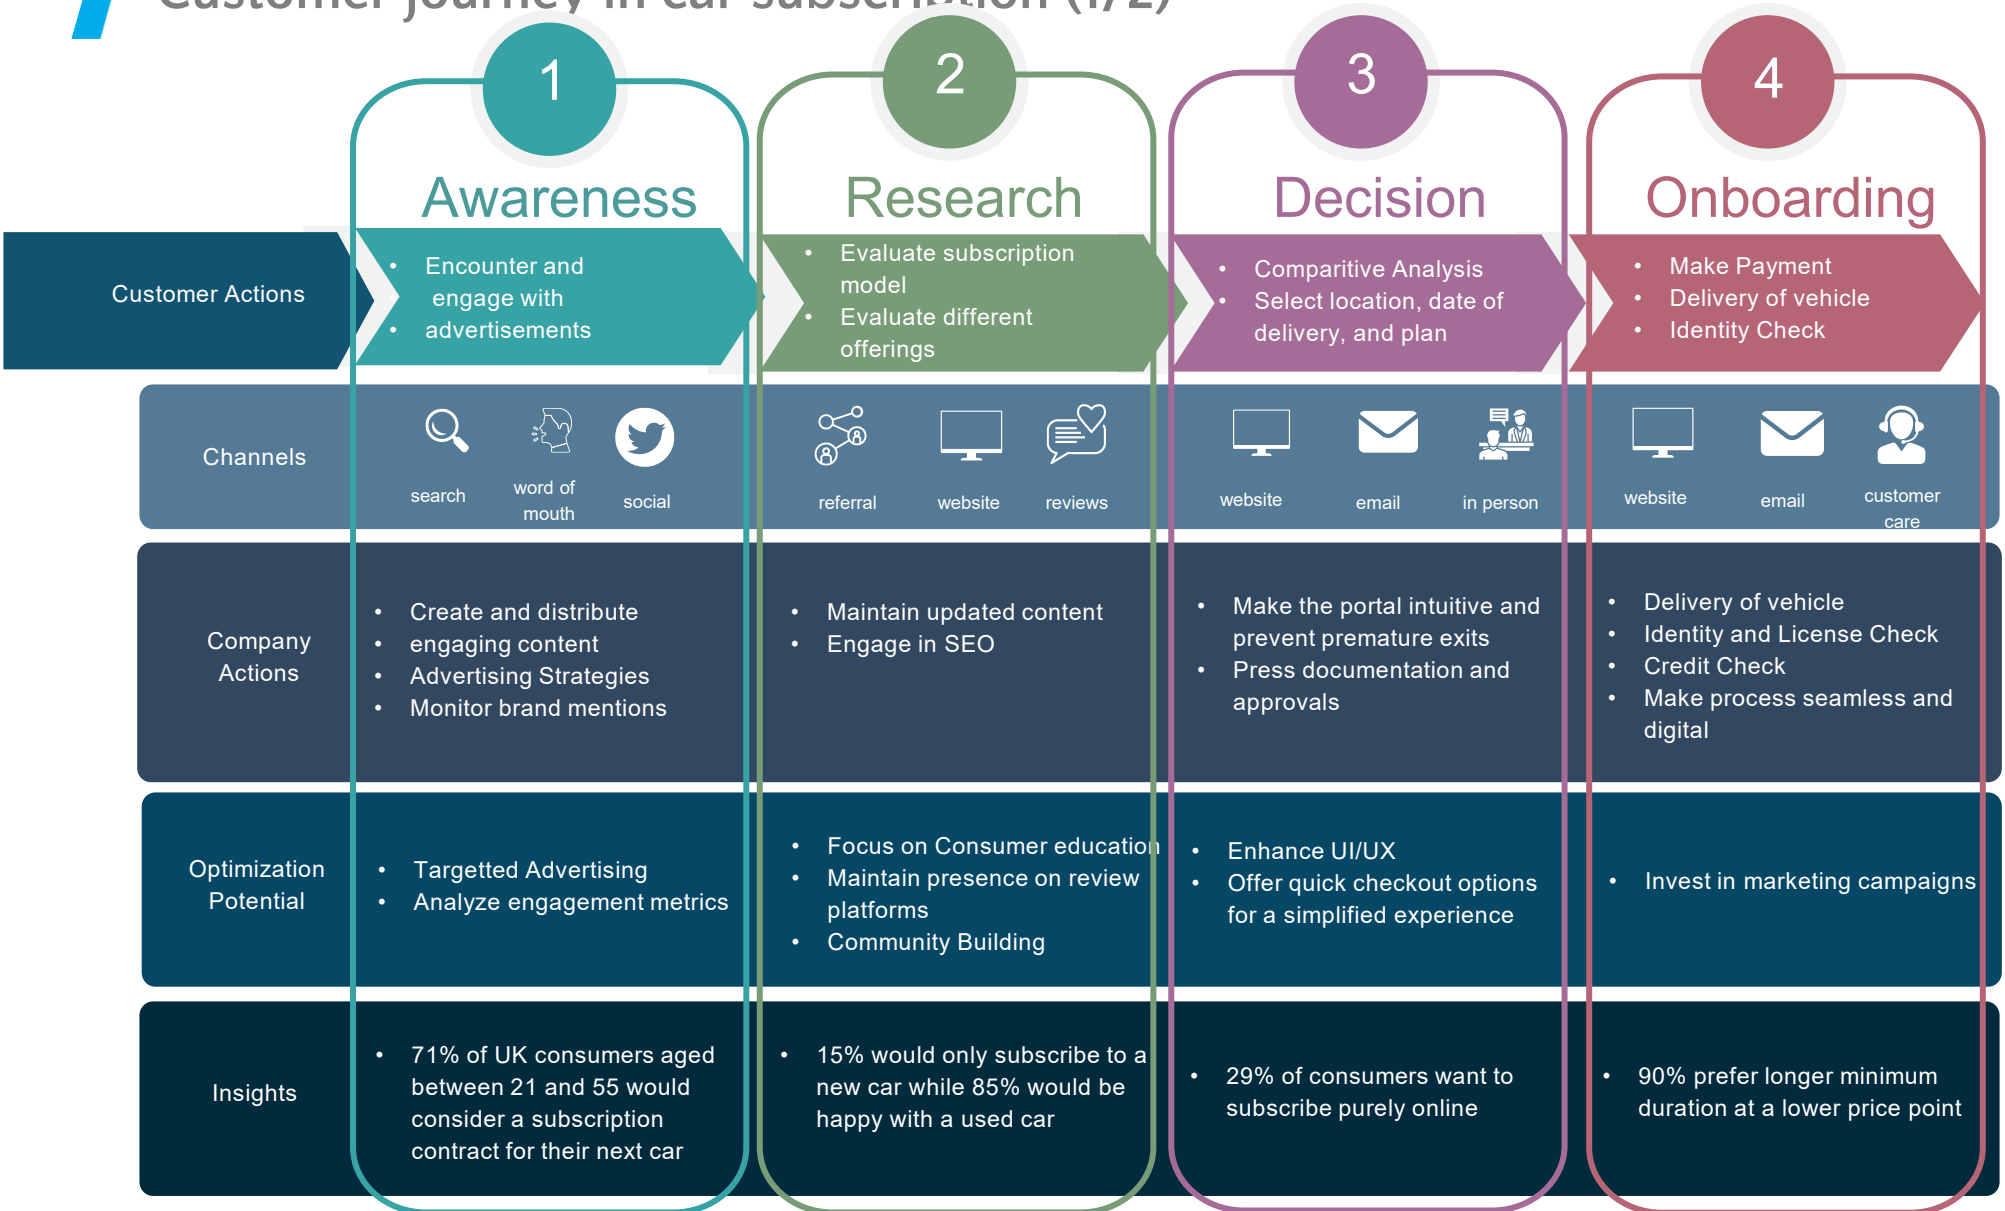 Customer journey in car subscription (1/2)
1
2
3
4
Awareness
Research
Decision
Onboarding
Customer Actions
• Encounter and
• engage with
• advertisements
• Evaluate subscription
model
• Evaluate different
offerings
• Comparitive Analysis
• Select location, date of
delivery, and plan
• Make Payment
• Delivery of vehicle
• Identity Check
Channels
search
word of
mouth
social
referral
website
reviews
website
email
in person
website
email
customer
care
Company
Actions
• Create and distribute
• engaging content
• Advertising Strategies
• Monitor brand mentions
• Maintain updated content
• Engage in SEO
• Make the portal intuitive and
prevent premature exits
• Press documentation and
approvals
• Delivery of vehicle
• Identity and License Check
• Credit Check
• Make process seamless and
digital
Optimization
Potential
• Targetted Advertising
• Analyze engagement metrics
• Focus on Consumer education
• Maintain presence on review
platforms
• Community Building
• Enhance UI/UX
• Offer quick checkout options
for a simplified experience
• Invest in marketing campaigns
Insights
• 71% of UK consumers aged
between 21 and 55 would
consider a subscription
contract for their next car
• 15% would only subscribe to a
new car while 85% would be
happy with a used car
• 29% of consumers want to
subscribe purely online
• 90% prefer longer minimum
duration at a lower price point